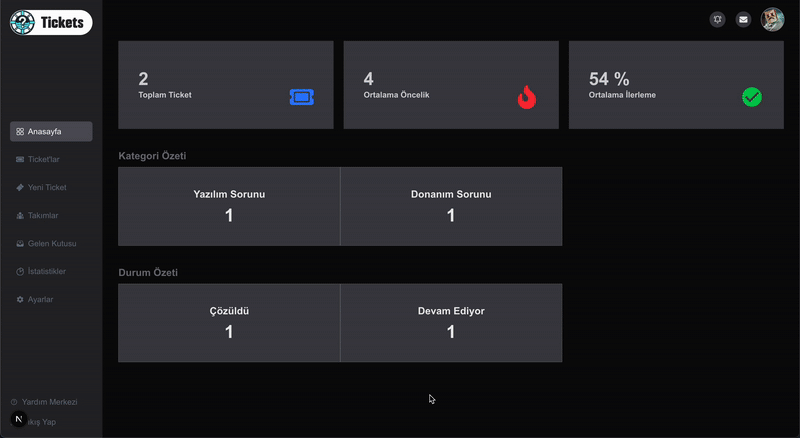 Tickets
Anasayfa
Ticket'lar
Yeni Ticket
Takımlar
Gelen Kutusu
İstatistikler
Ayarlar
Yardım Merkezi
N
ıkış Yap
2
Toplam Ticket
4
Ortalama Öncelik
54 %
Ortalama İlerleme
Kategori Özeti
Yazılım Sorunu
1
Donanım Sorunu
1
Durum Özeti
Çözüldü
1
Devam Ediyor
1